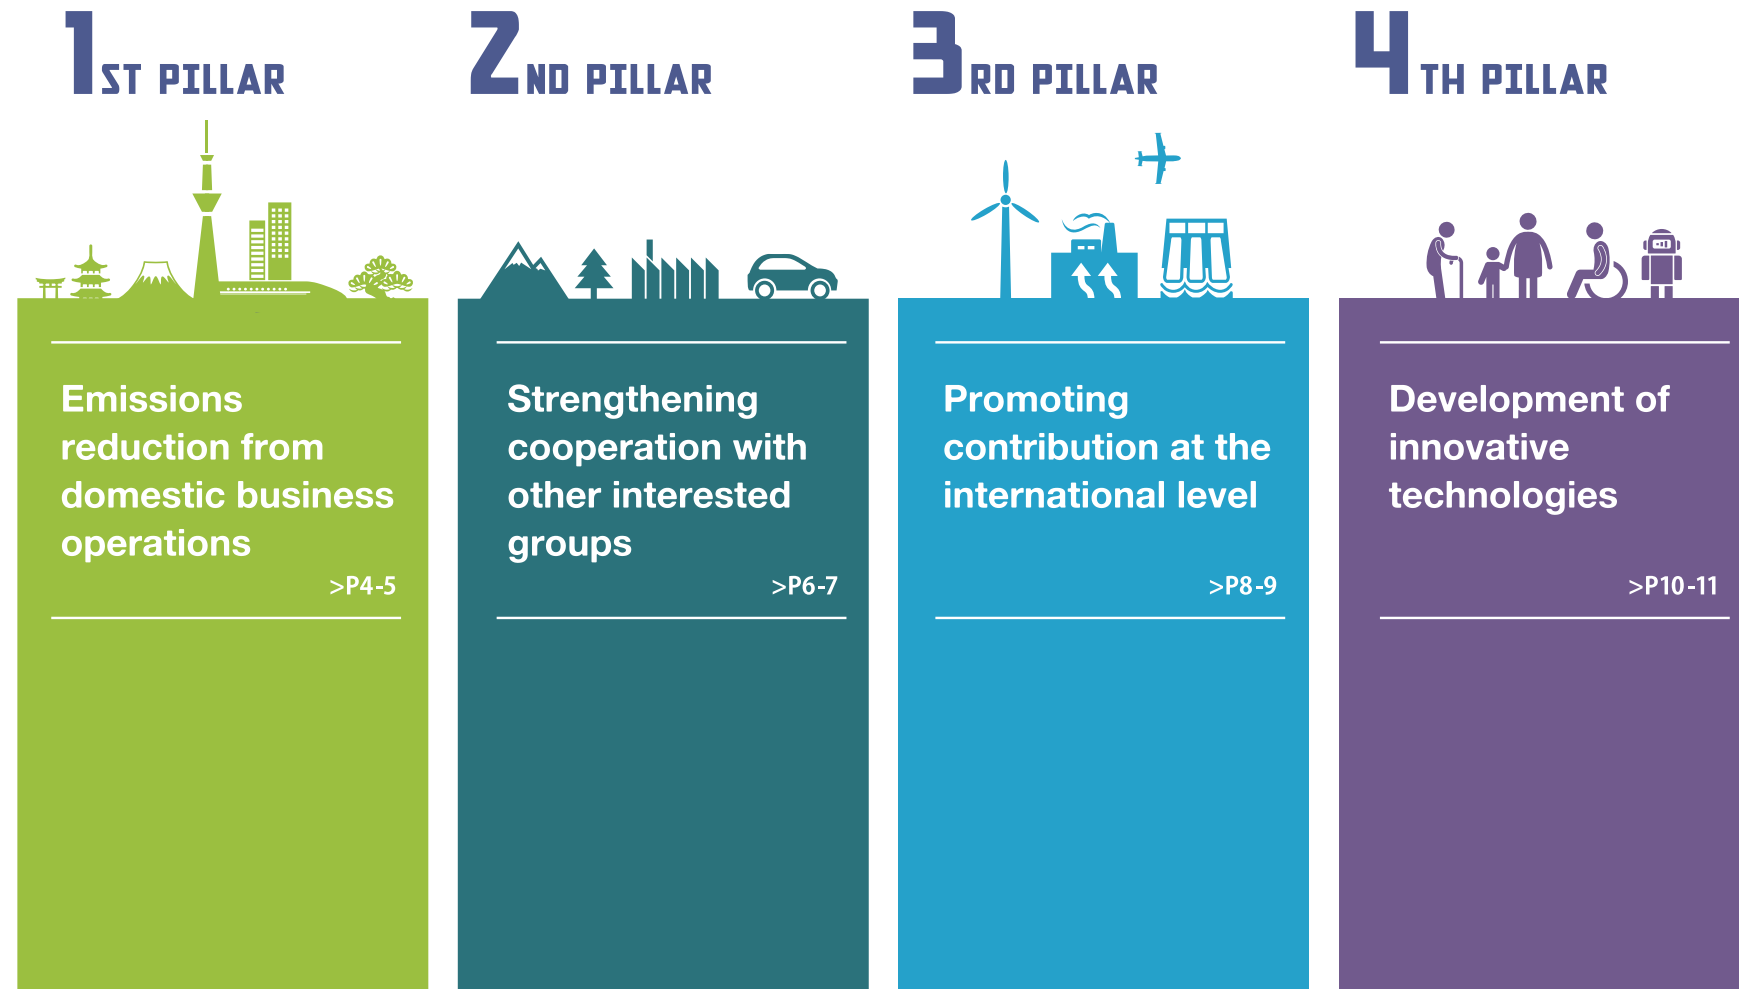 1ST PILLAR
Emissions
reduction from
domestic business
operations
>P4-5
2ND PILLAR
Strengthening
cooperation with
other interested
groups
>P6-7
3RD PILLAR
Promoting
contribution at the
international level
>P8-9
4TH PILLAR
Development of
innovative
technologies
>P10-11